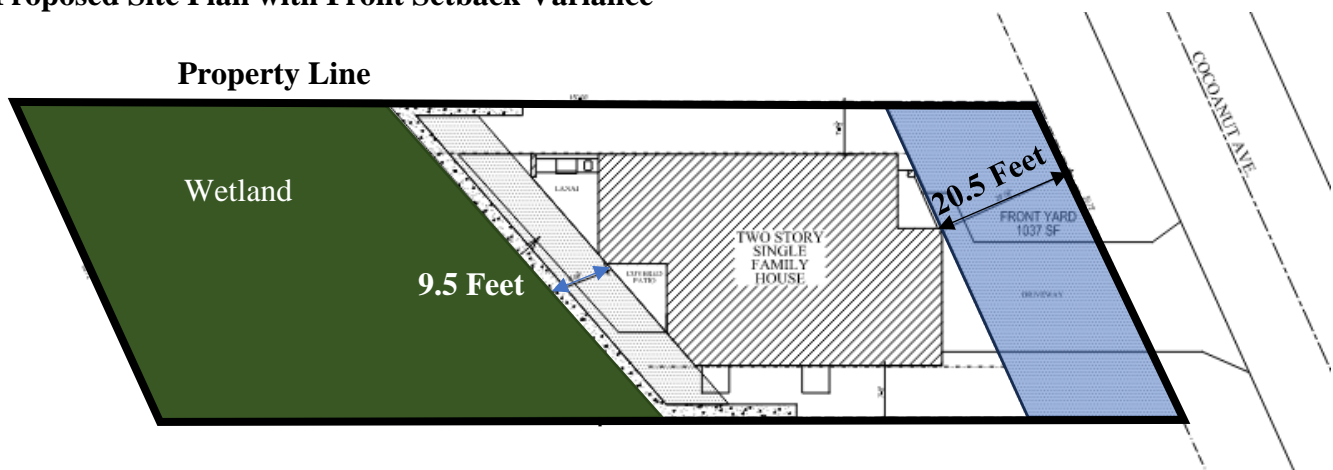 Proposed Site Plan with Front Setback Variance
Property Line
COCOANUT AVE
Wetland
LANAI
20.5 Feet
FRONT YARD
1037 SF
TWO STORY
SINGLE
FAMILY
HOUSE
9.5 Feet
PATIO
DRIVEWAY